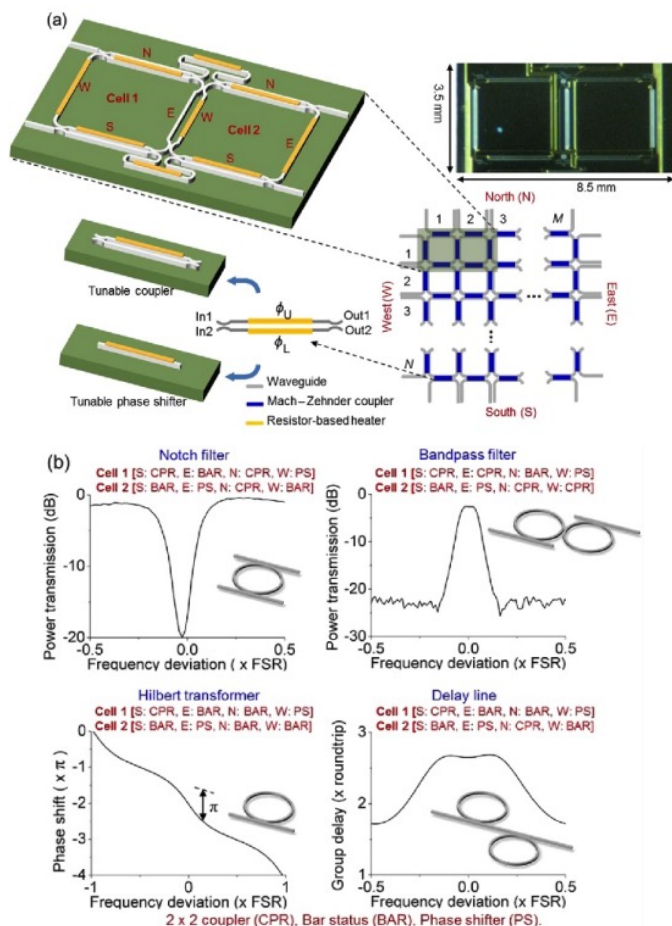 (a)
N
W
Cell 1
S
E
N
W
Cell 2
S
E
3.5 mm
8.5 mm
North (N)
1 2 3 M
1
2
3
N
West (W)
East (E)
South (S)
Tunable coupler
Tunable phase shifter
In1
In2
ϕU
ϕL
Out1
Out2
Waveguide
Mach–Zehnder coupler
Resistor-based heater
(b)
Notch filter
Cell 1 [S: CPR, E: BAR, N: CPR, W: PS]
Cell 2 [S: BAR, E: PS, N: CPR, W: BAR]
Power transmission (dB)
0
-10
-20
-0.5 0 0.5
Frequency deviation ( x FSR)
Bandpass filter
Cell 1 [S: CPR, E: CPR, N: BAR, W: PS]
Cell 2 [S: BAR, E: PS, N: CPR, W: CPR]
Power transmission (dB)
0
-10
-20
-30
-0.5 0 0.5
Frequency deviation (x FSR)
Hilbert transformer
Cell 1 [S: CPR, E: BAR, N: BAR, W: PS]
Cell 2 [S: BAR, E: PS, N: BAR, W: BAR]
Phase shift ( x π)
0
-1
-2
-3
-4
π
-1 0 1
Frequency deviation (x FSR)
Delay line
Cell 1 [S: CPR, E: BAR, N: BAR, W: PS]
Cell 2 [S: BAR, E: PS, N: CPR, W: BAR]
Group delay (x roundtrip)
3
2
1
-0.5 0 0.5
Frequency deviation (x FSR)
2 x 2 coupler (CPR), Bar status (BAR), Phase shifter (PS).